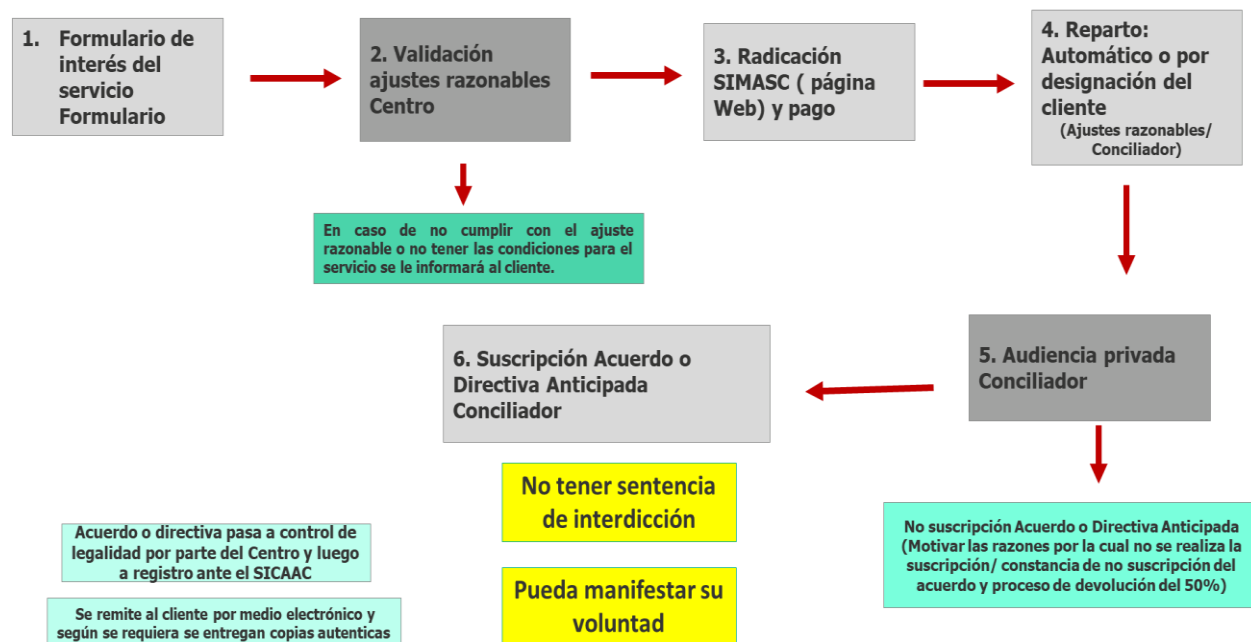 1. Formulario de
interés del
servicio
Formulario
2. Validación
ajustes razonables
Centro
3. Radicación
SIMASC ( página
Web) y pago
4. Reparto:
Automático o por
designación del
cliente
(Ajustes razonables/
Conciliador)
En caso de no cumplir con el ajuste
razonable o no tener las condiciones para el
servicio se le informará al cliente.
6. Suscripción Acuerdo o
Directiva Anticipada
Conciliador
5. Audiencia privada
Conciliador
No tener sentencia
de interdicción
Pueda manifestar su
voluntad
Acuerdo o directiva pasa a control de
legalidad por parte del Centro y luego
a registro ante el SICAAC
Se remite al cliente por medio electrónico y
según se requiera se entregan copias autenticas
No suscripción Acuerdo o Directiva Anticipada
(Motivar las razones por la cual no se realiza la
suscripción/ constancia de no suscripción del
acuerdo y proceso de devolución del 50%)